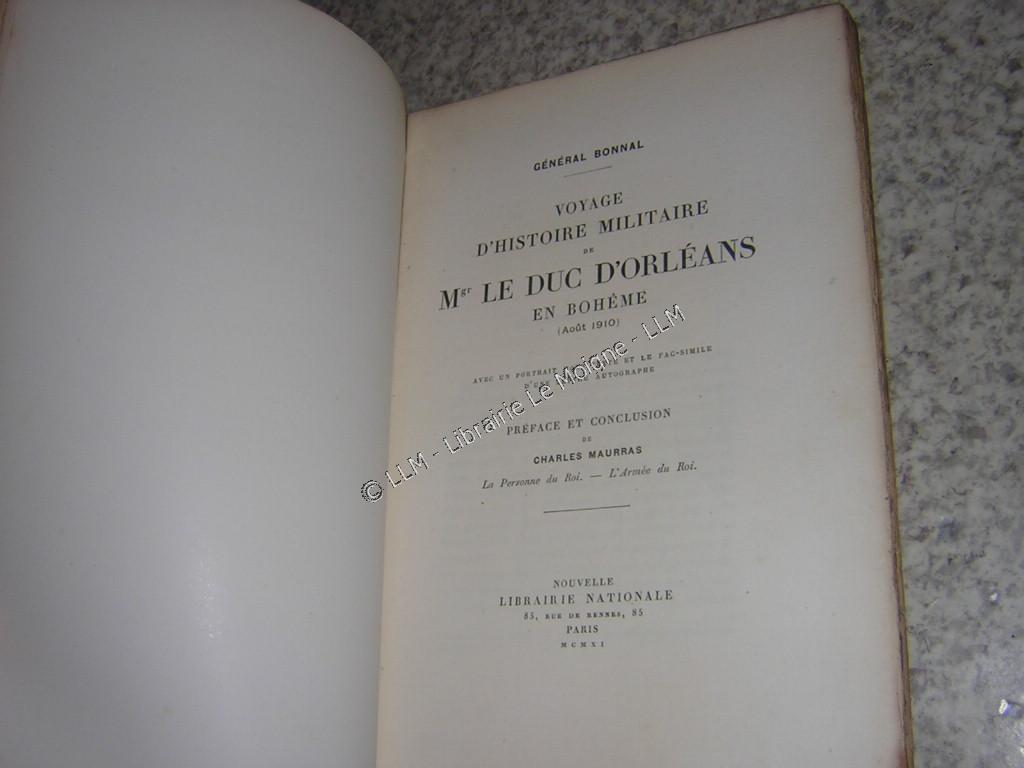 GÉNÉRAL BONNAL
VOYAGE
D'HISTOIRE MILITAIRE
DE
Mgr LE DUC D'ORLÉANS
EN BOHÊME
(Août 1910)
AVEC UN PORTRAIT ET LE FAC-SIMILE
D'UNE AUTOGRAPHE
PRÉFACE ET CONCLUSION
DE
CHARLES MAURRAS
La Personne du Roi. — L'Armée du Roi.
NOUVELLE
LIBRAIRIE NATIONALE
85, RUE DE RENNES, 85
PARIS
MCMXI
© LLM - Librairie Le Moigne - LLM